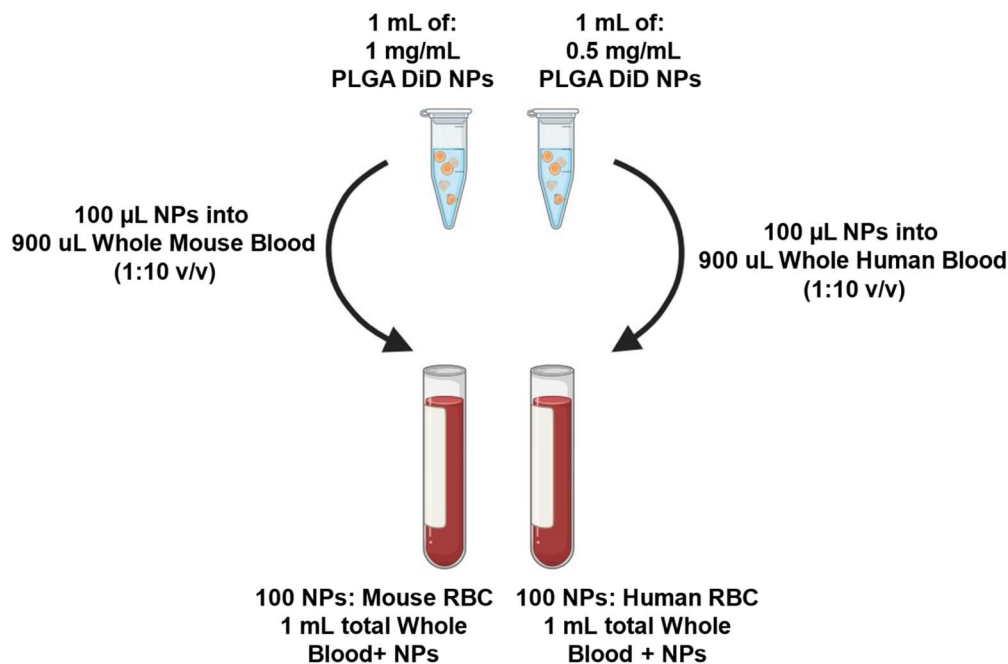 1 mL of:
1 mg/mL
PLGA DiD NPs
1 mL of:
0.5 mg/mL
PLGA DiD NPs
100 µL NPs into
900 uL Whole Mouse Blood
(1:10 v/v)
100 µL NPs into
900 uL Whole Human Blood
(1:10 v/v)
100 NPs: Mouse RBC
1 mL total Whole
Blood+ NPs
100 NPs: Human RBC
1 mL total Whole
Blood + NPs